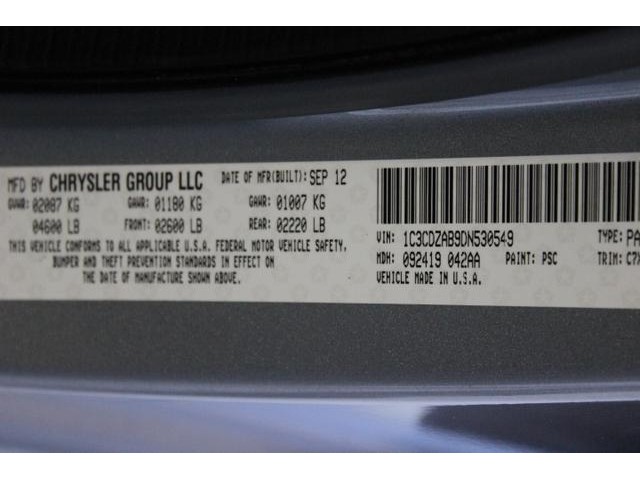 MFD BY CHRYSLER GROUP LLC DATE OF MFR(BUILT): SEP 12
GVWR: 02087 KG GAWR: 01180 KG GAWR: 01007 KG
04600 LB FRONT: 02600 LB REAR: 02220 LB
THIS VEHICLE CONFORMS TO ALL APPLICABLE U.S.A. FEDERAL MOTOR VEHICLE SAFETY,
BUMPER AND THEFT PREVENTION STANDARDS IN EFFECT ON
THE DATE OF MANUFACTURE SHOWN ABOVE.
VIN: 1C3CDZAB9DN530549 TYPE: PA
MDH: 092419 042AA PAINT: PSC TRIM: C7X
VEHICLE MADE IN U.S.A.